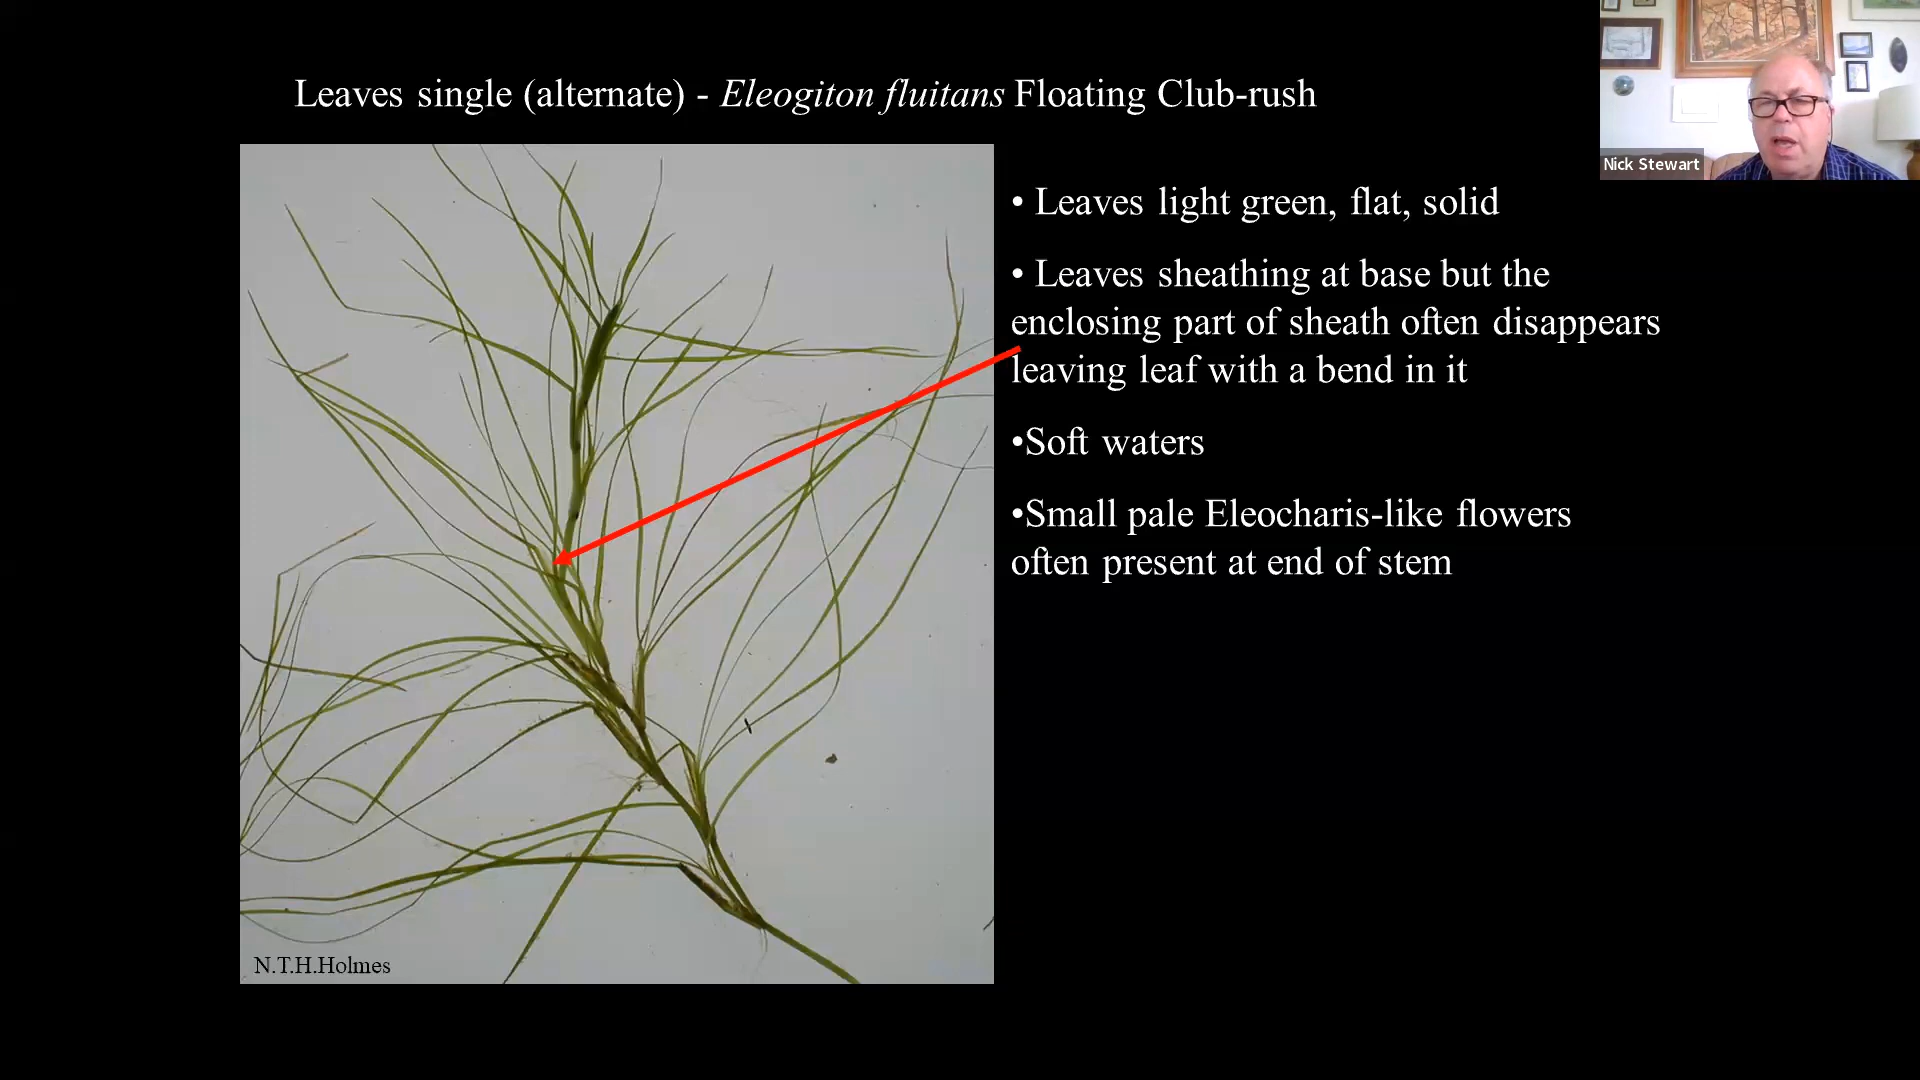 Leaves single (alternate) - Eleogiton fluitans Floating Club-rush
Nick Stewart
• Leaves light green, flat, solid
• Leaves sheathing at base but the
enclosing part of sheath often disappears
leaving leaf with a bend in it
•Soft waters
•Small pale Eleocharis-like flowers
often present at end of stem
N.T.H.Holmes